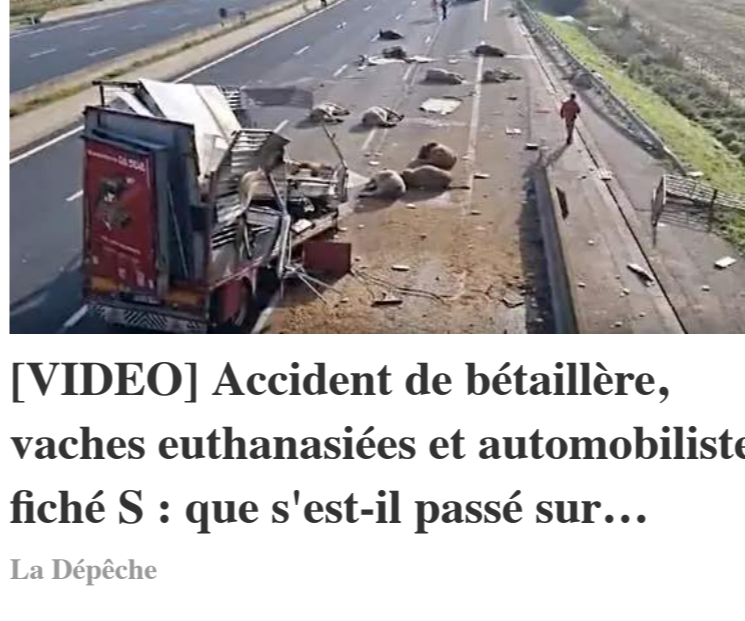 [VIDEO] Accident de bétaillère,
vaches euthanasiées et automobiliste
fiché S : que s'est-il passé sur…
La Dépêche